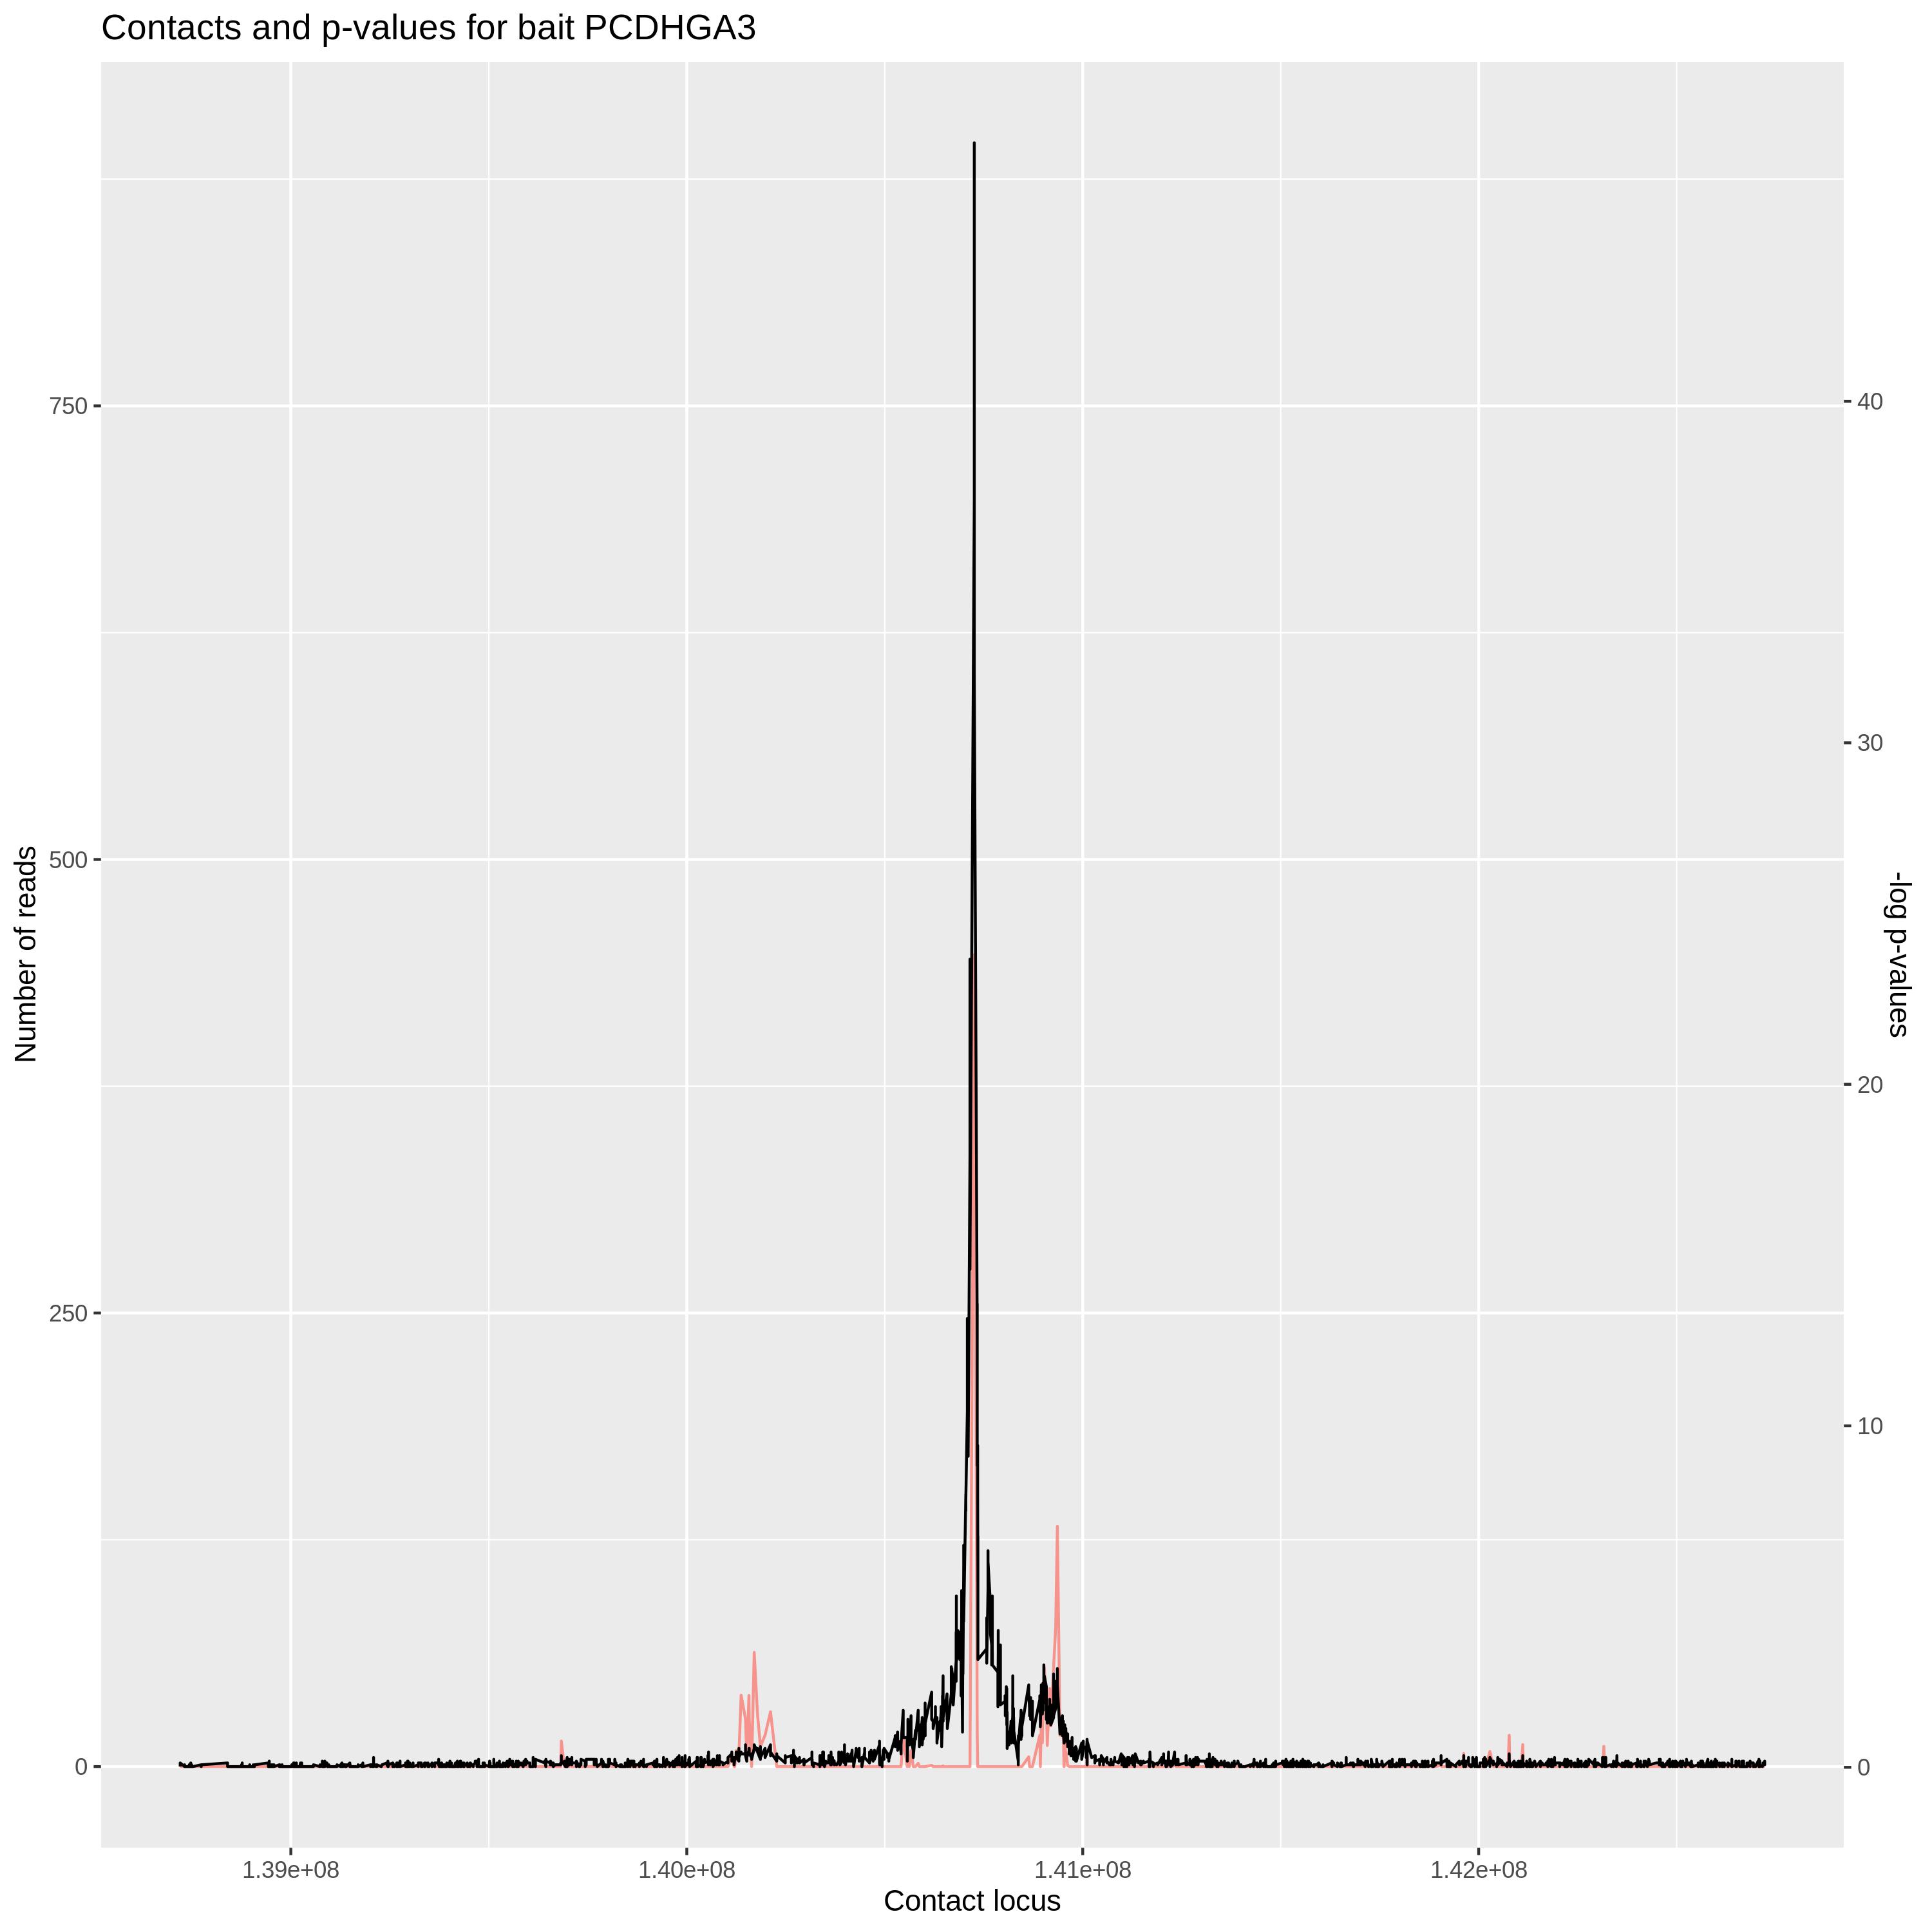 Contacts and p-values for bait PCDHGA3
750
500
250
0
40
30
20
10
0
Number of reads
-log p-values
1.39e+08
1.40e+08
1.41e+08
1.42e+08
Contact locus